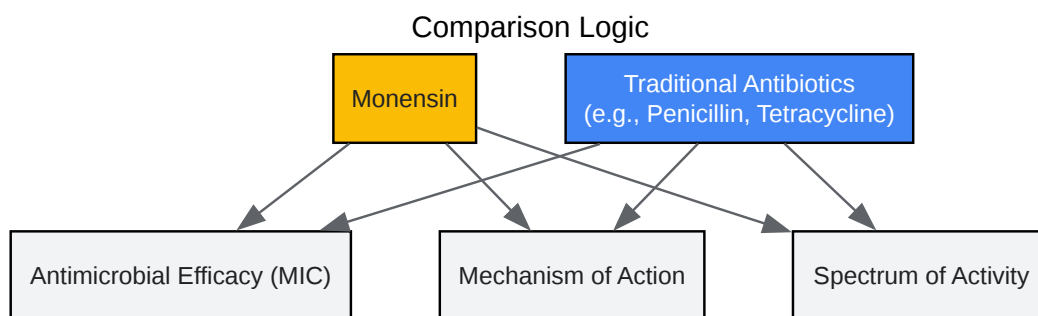 Comparison Logic
Monensin
Traditional Antibiotics
(e.g., Penicillin, Tetracycline)
Antimicrobial Efficacy (MIC)
Mechanism of Action
Spectrum of Activity